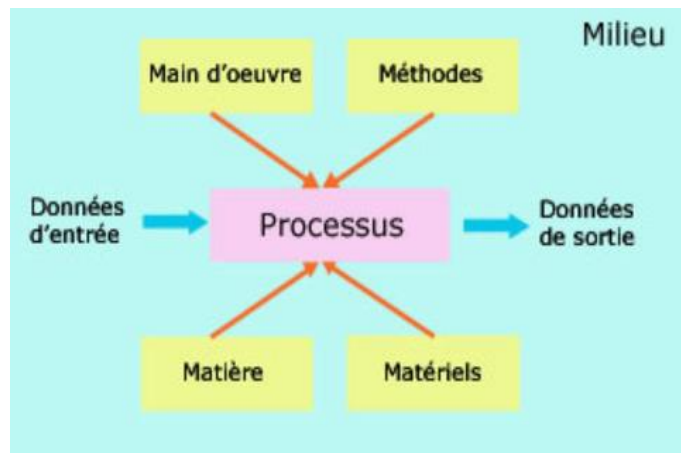 Milieu
Main d'oeuvre
Méthodes
Données
d'entrée
Processus
Données
de sortie
Matière
Matériels